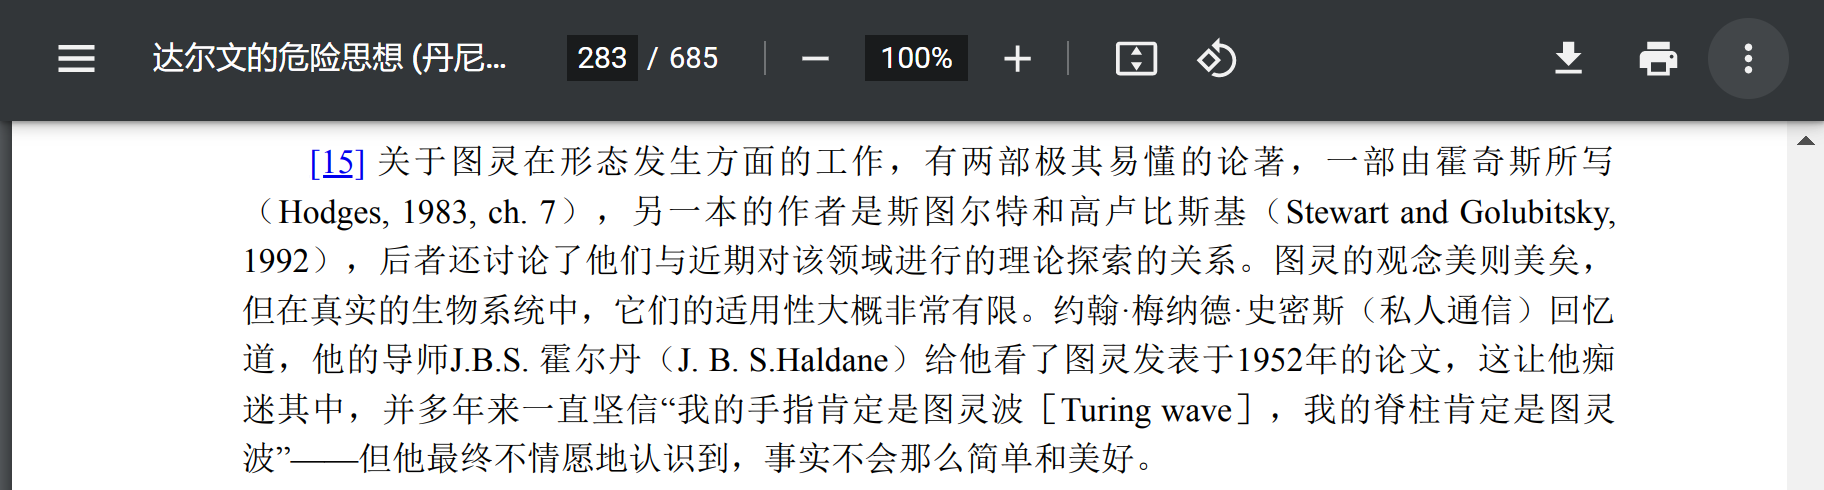 达尔文的危险思想 (丹尼... 283 / 685 100%
[15] 关于图灵在形态发生方面的工作，有两部极其易懂的论著，一部由霍奇斯所写
（Hodges, 1983, ch. 7），另一本的作者是斯图尔特和高卢比斯基（Stewart and Golubitsky,
1992），后者还讨论了他们与近期对该领域进行的理论探索的关系。图灵的观念美则美矣，
但在真实的生物系统中，它们的适用性大概非常有限。约翰·梅纳德·史密斯（私人通信）回忆
道，他的导师J.B.S. 霍尔丹（J. B. S.Haldane）给他看了图灵发表于1952年的论文，这让他痴
迷其中，并多年来一直坚信“我的手指肯定是图灵波［Turing wave］，我的脊柱肯定是图灵
波”——但他最终不情愿地认识到，事实不会那么简单和美好。